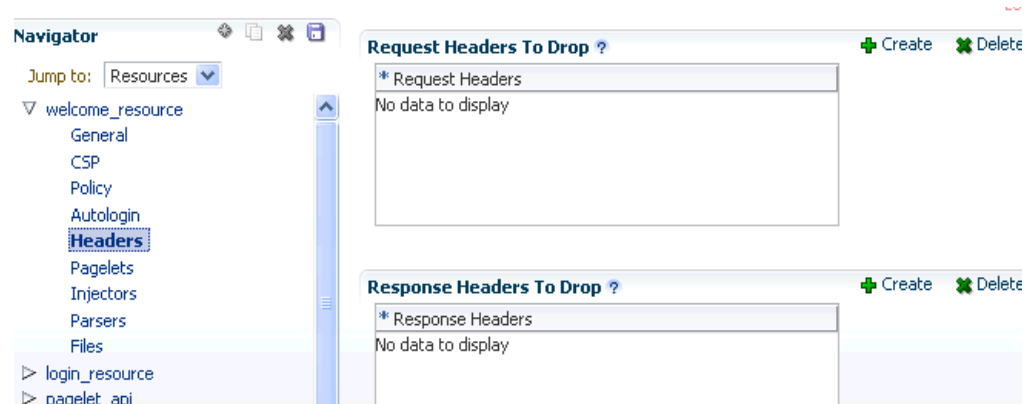 Navigator
Jump to: Resources
welcome_resource
General
CSP
Policy
Autologin
Headers
Pagelets
Injectors
Parsers
Files
login_resource
pagelet_api
Request Headers To Drop ?
Create Delete
* Request Headers
No data to display
Response Headers To Drop ?
Create Delete
* Response Headers
No data to display